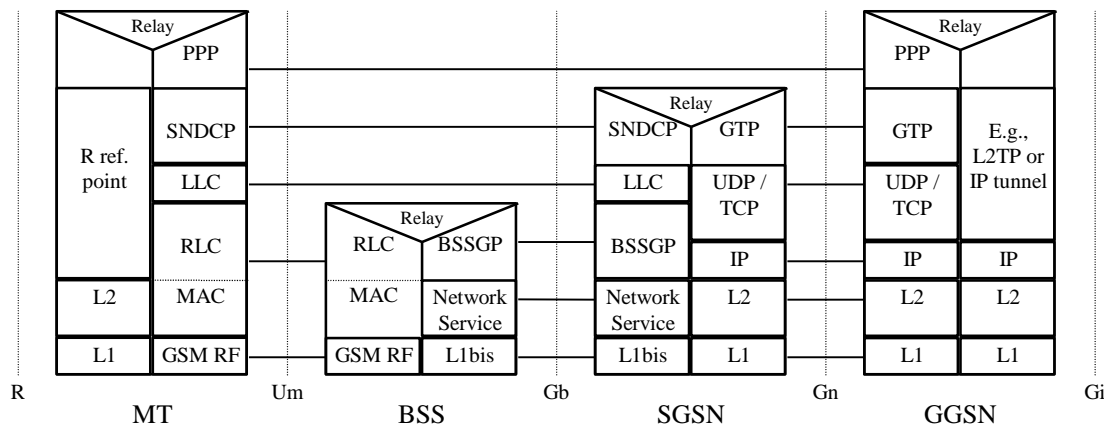 Relay
PPP
Relay
PPP
Relay
SNDCP
R ref.
point
SNDCP
GTP
GTP
E.g.,
L2TP or
IP tunnel
LLC
LLC
UDP /
TCP
UDP /
TCP
Relay
RLC
RLC
BSSGP
BSSGP
IP
IP
IP
L2
MAC
MAC
Network
Service
Network
Service
L2
L2
L2
L1
GSM RF
GSM RF
L1bis
L1bis
L1
L1
L1
R
Um
Gb
Gn
Gi
MT
BSS
SGSN
GGSN